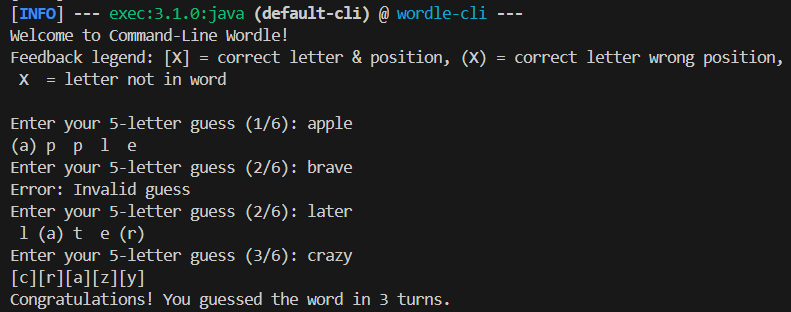 [INFO] --- exec:3.1.0:java (default-cli) @ wordle-cli ---
Welcome to Command-Line Wordle!
Feedback legend: [X] = correct letter & position, (X) = correct letter wrong position,
 X  = letter not in word

Enter your 5-letter guess (1/6): apple
(a) p  p  l  e
Enter your 5-letter guess (2/6): brave
Error: Invalid guess
Enter your 5-letter guess (2/6): later
 l (a) t  e (r)
Enter your 5-letter guess (3/6): crazy
[c][r][a][z][y]
Congratulations! You guessed the word in 3 turns.